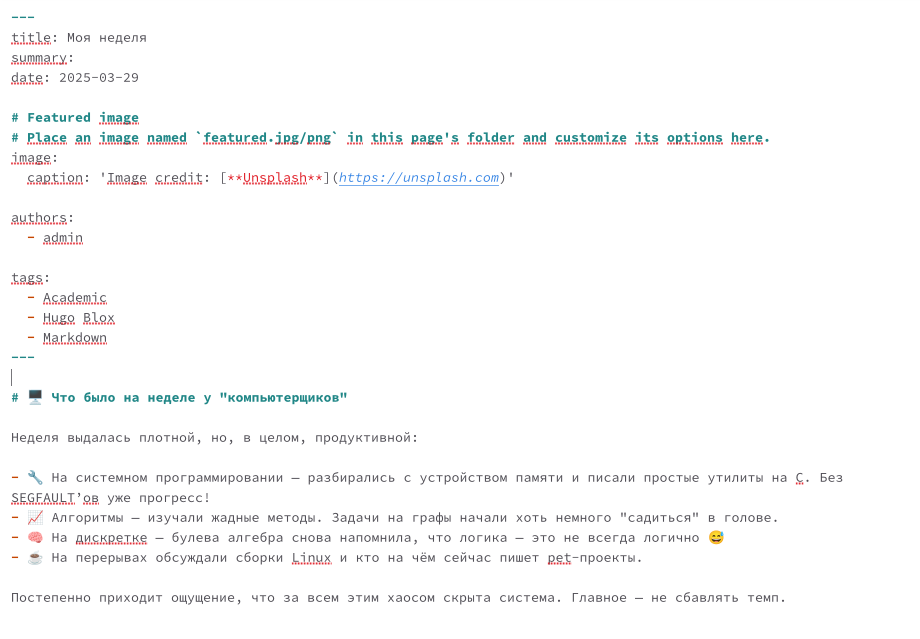 ---
title: Моя неделя
summary:
date: 2025-03-29
# Featured image
# Place an image named `featured.jpg/png` in this page's folder and customize its options here.
image:
  caption: 'Image credit: [**Unsplash**](https://unsplash.com)'
authors:
  - admin
tags:
  - Academic
  - Hugo Blox
  - Markdown
---
# 🖥️ Что было на неделе у "компьютерщиков"
Неделя выдалась плотной, но, в целом, продуктивной:
- 🔧 На системном программировании — разбирались с устройством памяти и писали простые утилиты на C. Без
SEGFAULT’ов уже прогресс!
- 📈 Алгоритмы — изучали жадные методы. Задачи на графы начали хоть немного "садиться" в голове.
- 🧠 На дискретке — булева алгебра снова напомнила, что логика — это не всегда логично 😅
- ☕ На перерывах обсуждали сборки Linux и кто на чём сейчас пишет pet-проекты.
Постепенно приходит ощущение, что за всем этим хаосом скрыта система. Главное — не сбавлять темп.